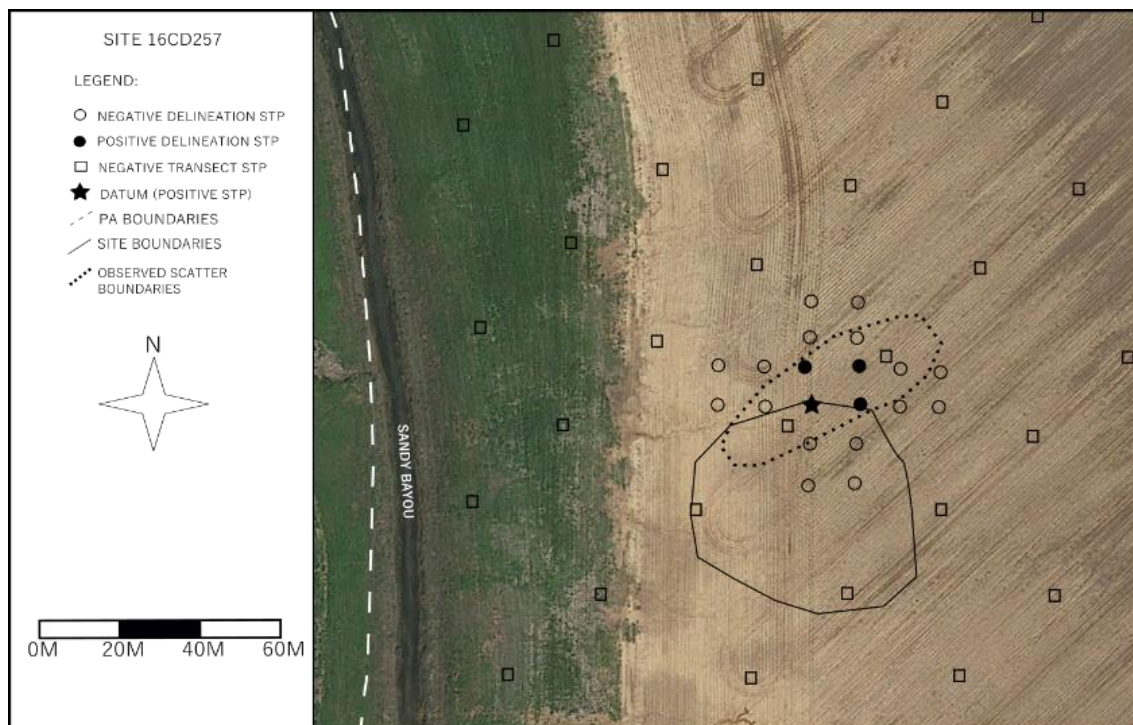 SITE 16CD257
LEGEND:
NEGATIVE DELINEATION STP
POSITIVE DELINEATION STP
NEGATIVE TRANSECT STP
DATUM (POSITIVE STP)
PA BOUNDARIES
SITE BOUNDARIES
OBSERVED SCATTER
BOUNDARIES
N
0M 20M 40M 60M
SANDY BAYOU